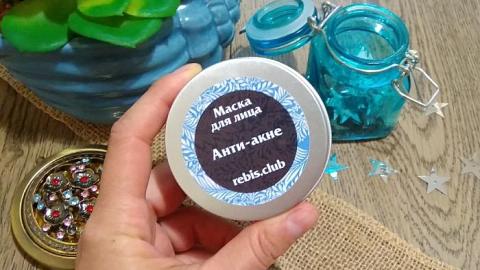 Маска
для лица
Анти-акне
rebis.club